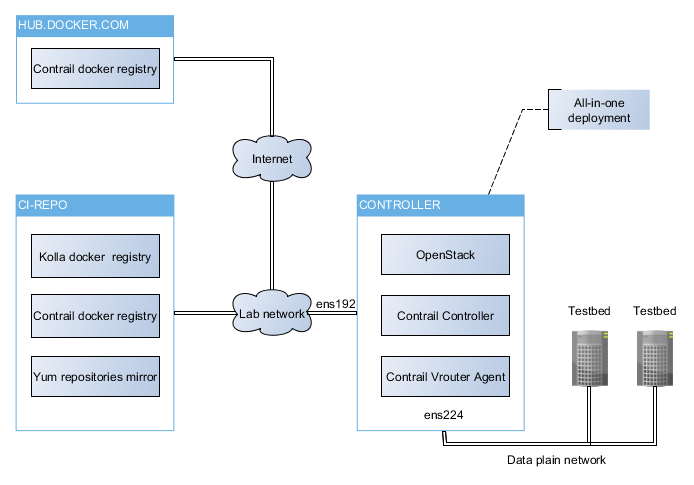 HUB.DOCKER.COM
Contrail docker registry
All-in-one
deployment
Internet
CI-REPO
Kolla docker  registry
Contrail docker registry
Yum repositories mirror
Lab network
ens192
CONTROLLER
OpenStack
Contrail Controller
Contrail Vrouter Agent
ens224
Testbed
Testbed
Data plain network